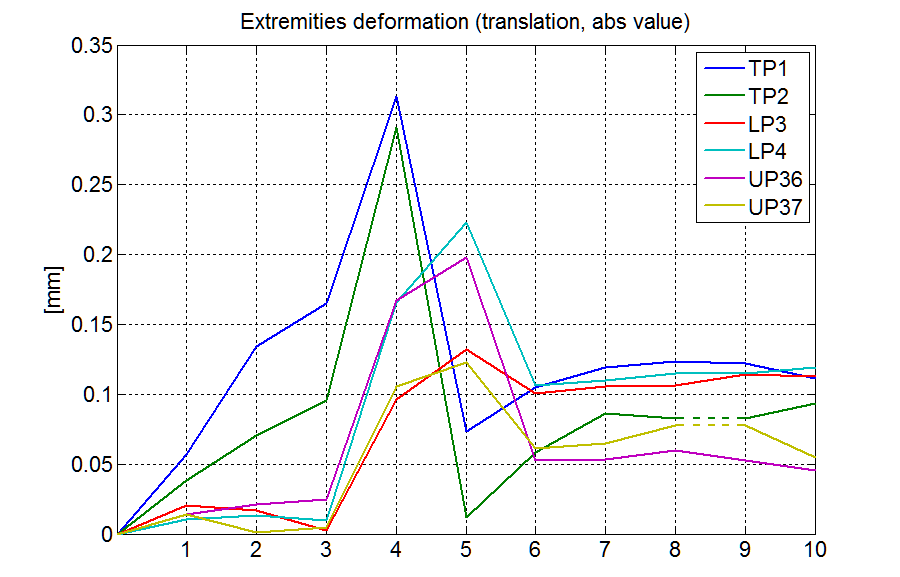 Extremities deformation (translation, abs value)
0.35
0.3
0.25
0.2
0.15
0.1
0.05
0
[mm]
TP1
TP2
LP3
LP4
UP36
UP37
1 2 3 4 5 6 7 8 9 10